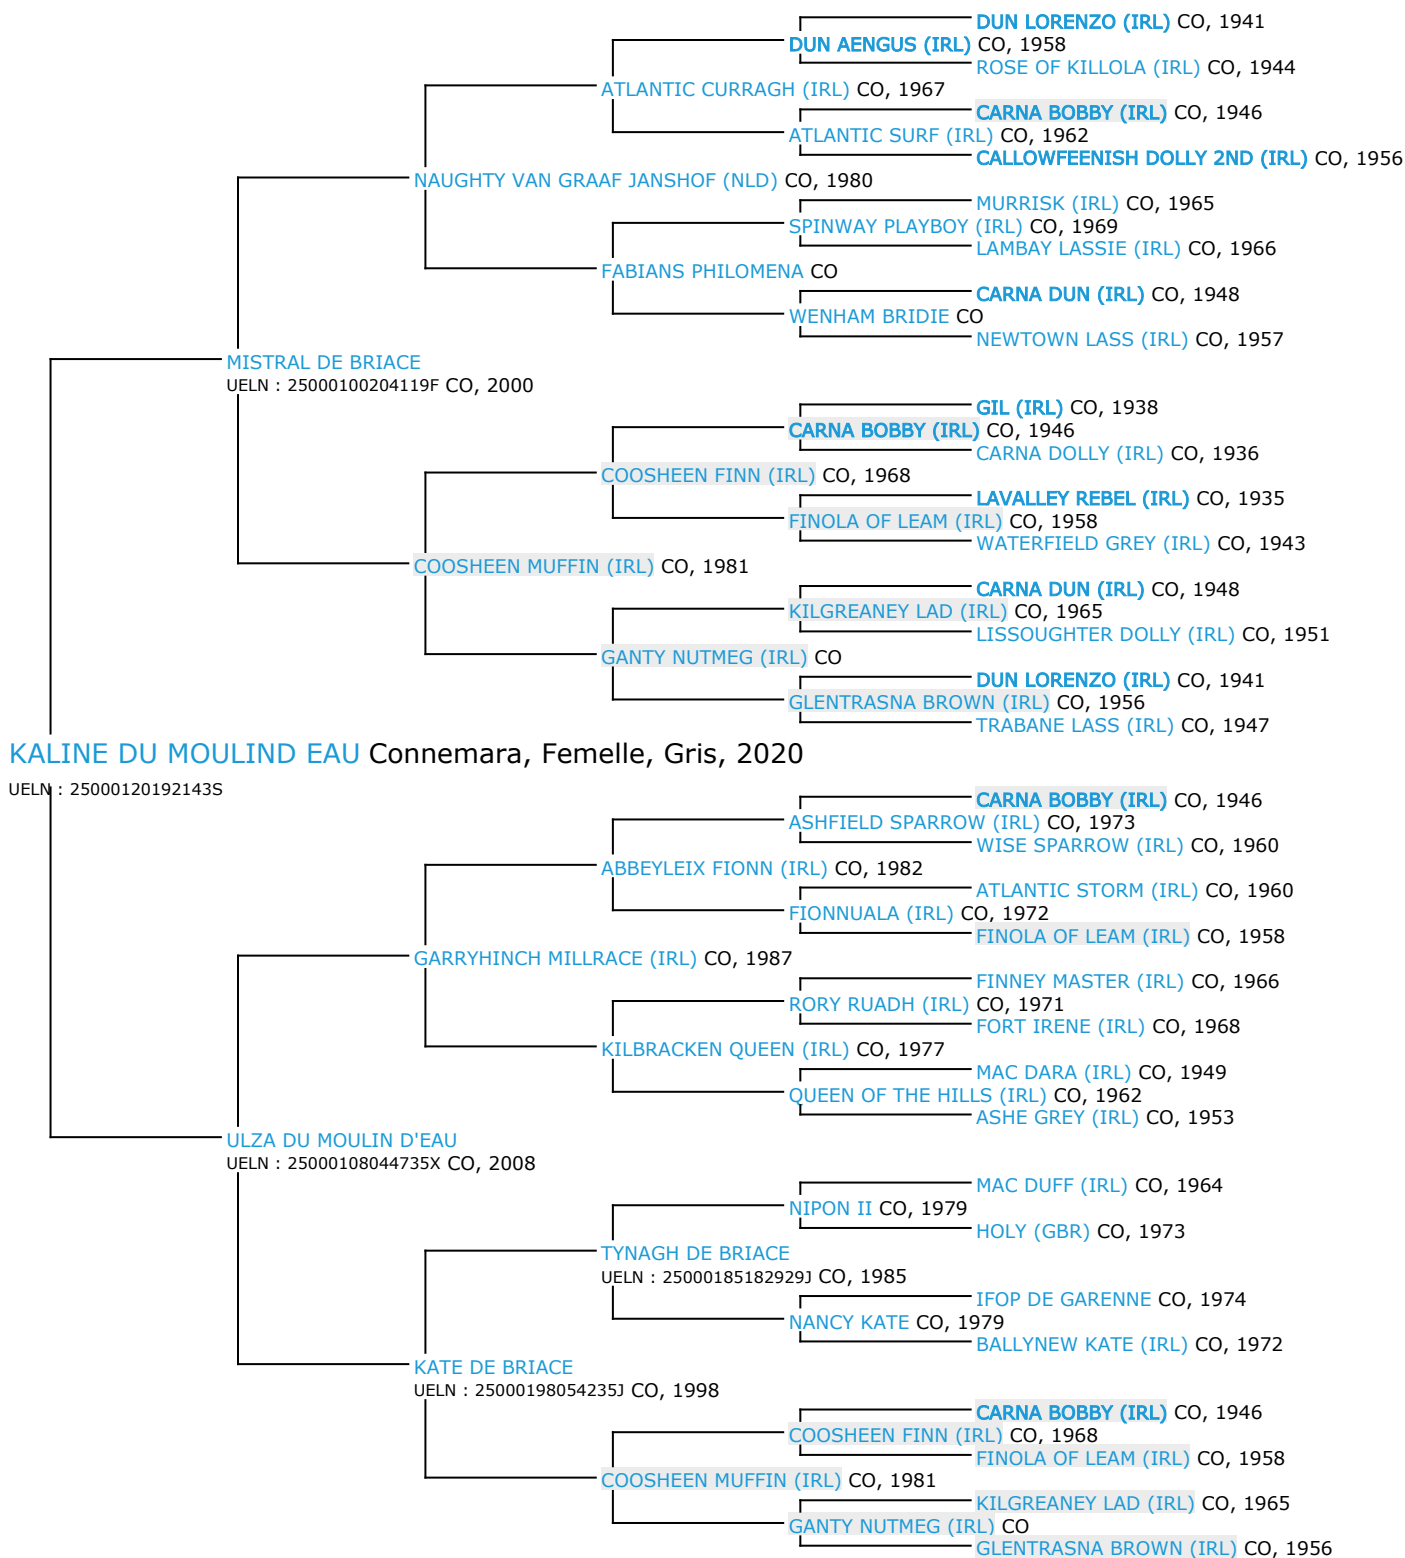 DUN LORENZO (IRL) CO, 1941
DUN AENGUS (IRL) CO, 1958
ROSE OF KILLOLA (IRL) CO, 1944
ATLANTIC CURRAGH (IRL) CO, 1967
CARNA BOBBY (IRL) CO, 1946
ATLANTIC SURF (IRL) CO, 1962
CALLOWFEENISH DOLLY 2ND (IRL) CO, 1956
NAUGHTY VAN GRAAF JANSHOF (NLD) CO, 1980
MURRISK (IRL) CO, 1965
SPINWAY PLAYBOY (IRL) CO, 1969
LAMBAY LASSIE (IRL) CO, 1966
FABIANS PHILOMENA CO
CARNA DUN (IRL) CO, 1948
WENHAM BRIDIE CO
NEWTOWN LASS (IRL) CO, 1957
MISTRAL DE BRIACE
UELN : 25000100204119F CO, 2000
GIL (IRL) CO, 1938
CARNA BOBBY (IRL) CO, 1946
CARNA DOLLY (IRL) CO, 1936
COOSHEEN FINN (IRL) CO, 1968
LAVALLEY REBEL (IRL) CO, 1935
FINOLA OF LEAM (IRL) CO, 1958
WATERFIELD GREY (IRL) CO, 1943
COOSHEEN MUFFIN (IRL) CO, 1981
CARNA DUN (IRL) CO, 1948
KILGREANEY LAD (IRL) CO, 1965
LISSOUGHTER DOLLY (IRL) CO, 1951
GANTY NUTMEG (IRL) CO
DUN LORENZO (IRL) CO, 1941
GLENTRASNA BROWN (IRL) CO, 1956
TRABANE LASS (IRL) CO, 1947
KALINE DU MOULIND EAU Connemara, Femelle, Gris, 2020
UELN : 25000120192143S
CARNA BOBBY (IRL) CO, 1946
ASHFIELD SPARROW (IRL) CO, 1973
WISE SPARROW (IRL) CO, 1960
ABBEYLEIX FIONN (IRL) CO, 1982
ATLANTIC STORM (IRL) CO, 1960
FIONNUALA (IRL) CO, 1972
FINOLA OF LEAM (IRL) CO, 1958
GARRYHINCH MILLRACE (IRL) CO, 1987
FINNEY MASTER (IRL) CO, 1966
RORY RUADH (IRL) CO, 1971
FORT IRENE (IRL) CO, 1968
KILBRACKEN QUEEN (IRL) CO, 1977
MAC DARA (IRL) CO, 1949
QUEEN OF THE HILLS (IRL) CO, 1962
ASHE GREY (IRL) CO, 1953
ULZA DU MOULIN D'EAU
UELN : 25000108044735X CO, 2008
MAC DUFF (IRL) CO, 1964
NIPON II CO, 1979
HOLY (GBR) CO, 1973
TYNAGH DE BRIACE
UELN : 25000185182929J CO, 1985
IFOP DE GARENNE CO, 1974
NANCY KATE CO, 1979
BALLYNEW KATE (IRL) CO, 1972
KATE DE BRIACE
UELN : 25000198054235J CO, 1998
CARNA BOBBY (IRL) CO, 1946
COOSHEEN FINN (IRL) CO, 1968
FINOLA OF LEAM (IRL) CO, 1958
COOSHEEN MUFFIN (IRL) CO, 1981
KILGREANEY LAD (IRL) CO, 1965
GANTY NUTMEG (IRL) CO
GLENTRASNA BROWN (IRL) CO, 1956